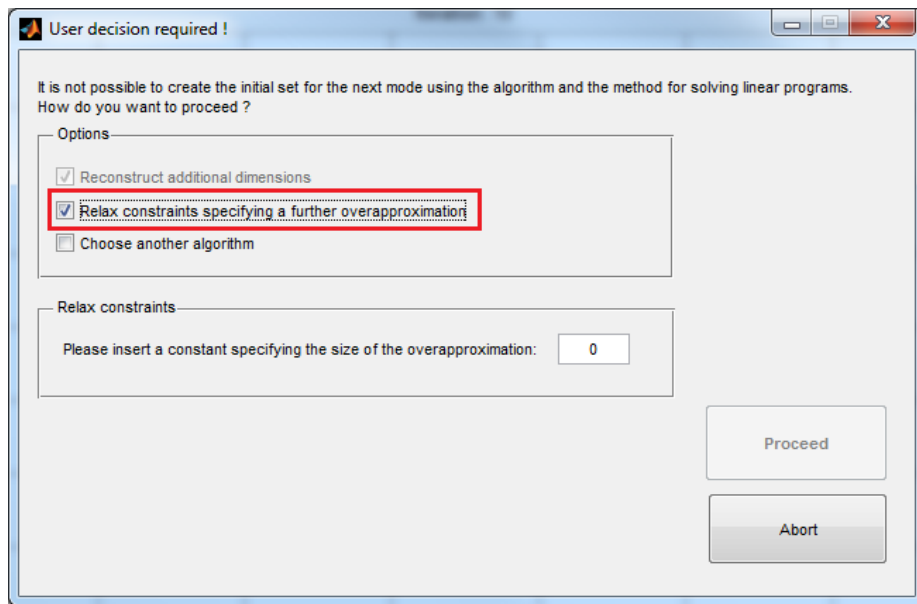 User decision required !
It is not possible to create the initial set for the next mode using the algorithm and the method for solving linear programs.
How do you want to proceed ?
Options
Reconstruct additional dimensions
Relax constraints specifying a further overapproximation
Choose another algorithm
Relax constraints
Please insert a constant specifying the size of the overapproximation: 0
Proceed
Abort